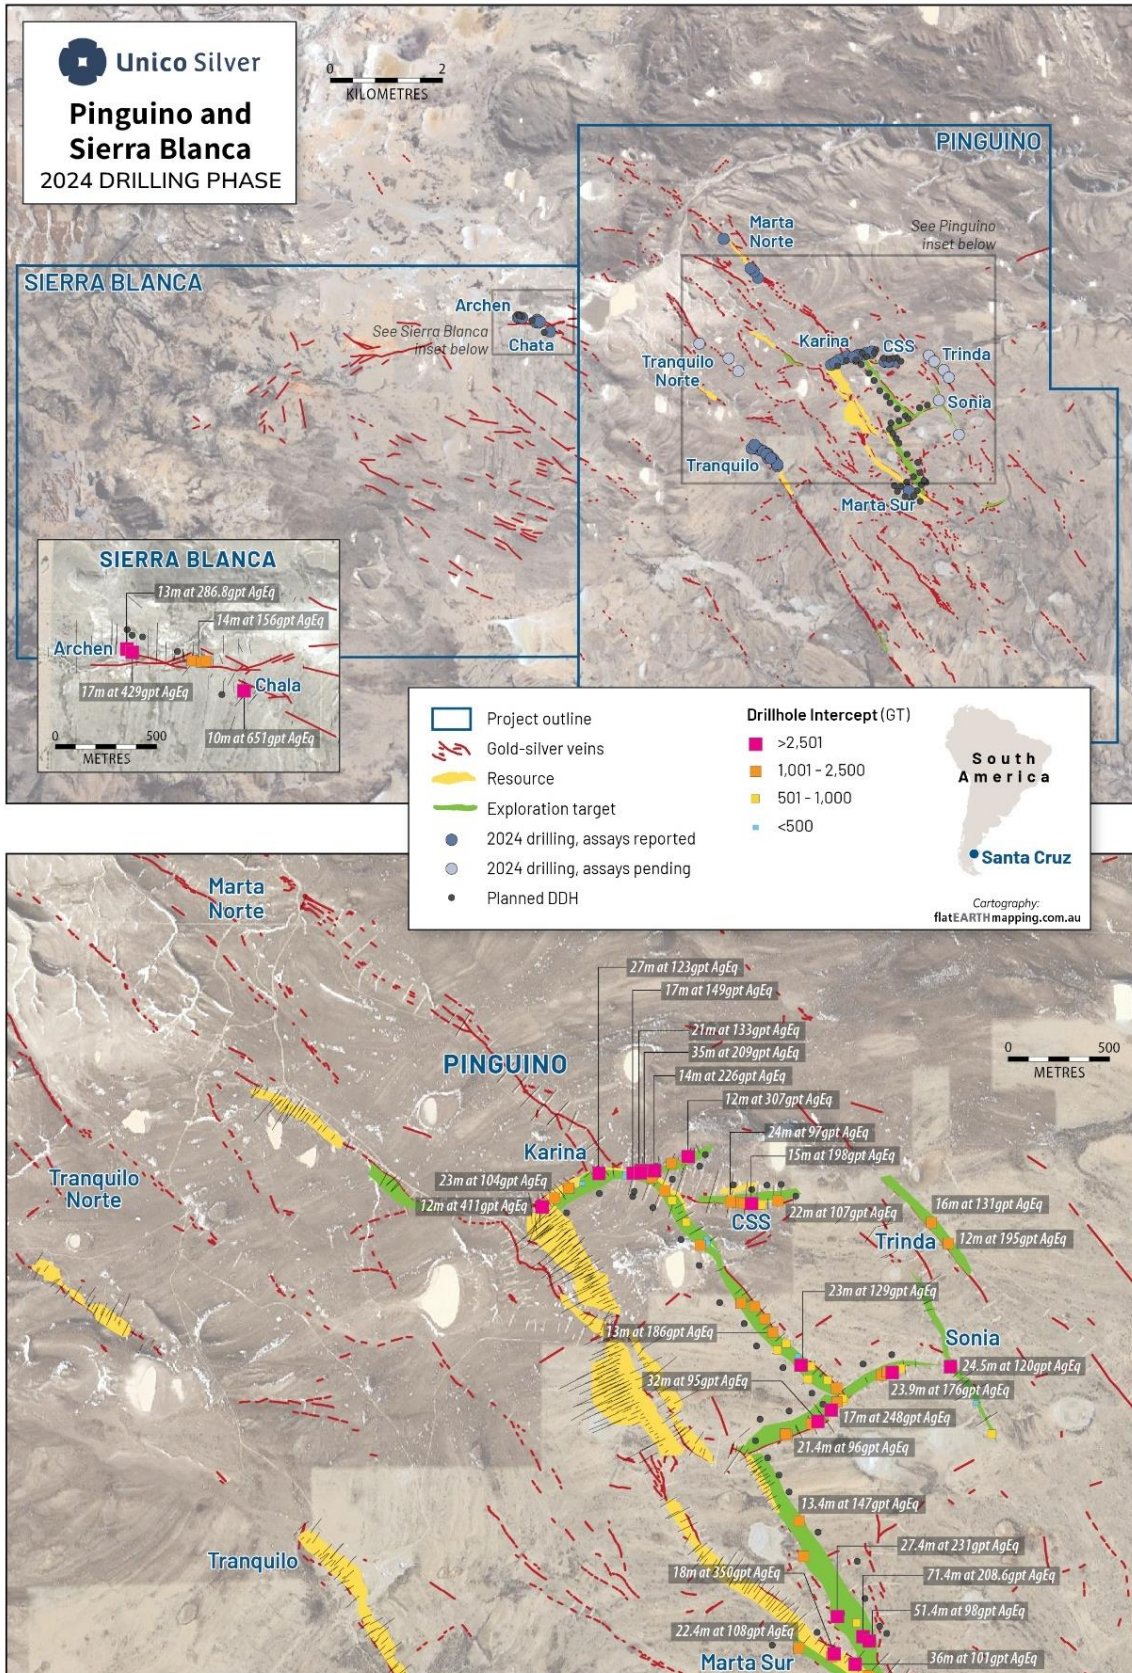 Unico Silver
Pinguino and
Sierra Blanca
2024 DRILLING PHASE
0 2
KILOMETRES
PINGUINO
See Pinguino
inset below
Marta
Norte
SIERRA BLANCA
Archen
See Sierra Blanca
inset below
Chata
Karina
CSS
Trinda
Tranquilo
Norte
Sonia
Tranquilo
Marta Sur
SIERRA BLANCA
13m at 286.8gpt AgEq
14m at 156gpt AgEq
Archen
17m at 429gpt AgEq
Chala
10m at 651gpt AgEq
0 500
METRES
Project outline
Gold-silver veins
Resource
Exploration target
2024 drilling, assays reported
2024 drilling, assays pending
Planned DDH
Drillhole Intercept (GT)
>2,501
1,001 - 2,500
501 - 1,000
<500
South
America
Santa Cruz
Cartography:
flatEARTHmapping.com.au
Marta
Norte
27m at 123gpt AgEq
17m at 149gpt AgEq
21m at 133gpt AgEq
35m at 209gpt AgEq
14m at 226gpt AgEq
12m at 307gpt AgEq
0 500
METRES
PINGUINO
24m at 97gpt AgEq
15m at 198gpt AgEq
Karina
Tranquilo
Norte
23m at 104gptAgEq
12m at 411gpt AgEq
CSS
22m at 107gpt AgEq
16m at 131gpt AgEq
Trinda
12m at 195gpt AgEq
23m at 129gpt AgEq
13m at 186gpt AgEq
Sonia
24.5m at 120gpt AgEq
32m at 95gpt AgEq
23.9m at 176gpt AgEq
17m at 248gpt AgEq
21.4m at 96gpt AgEq
13.4m at 147gpt AgEq
27.4m at 231gpt AgEq
Tranquilo
18m at 350gpt AgEq
71.4m at 208.6gpt AgEq
51.4m at 98gpt AgEq
22.4m at 108gpt AgEq
Marta Sur
36m at 101gpt AgEq